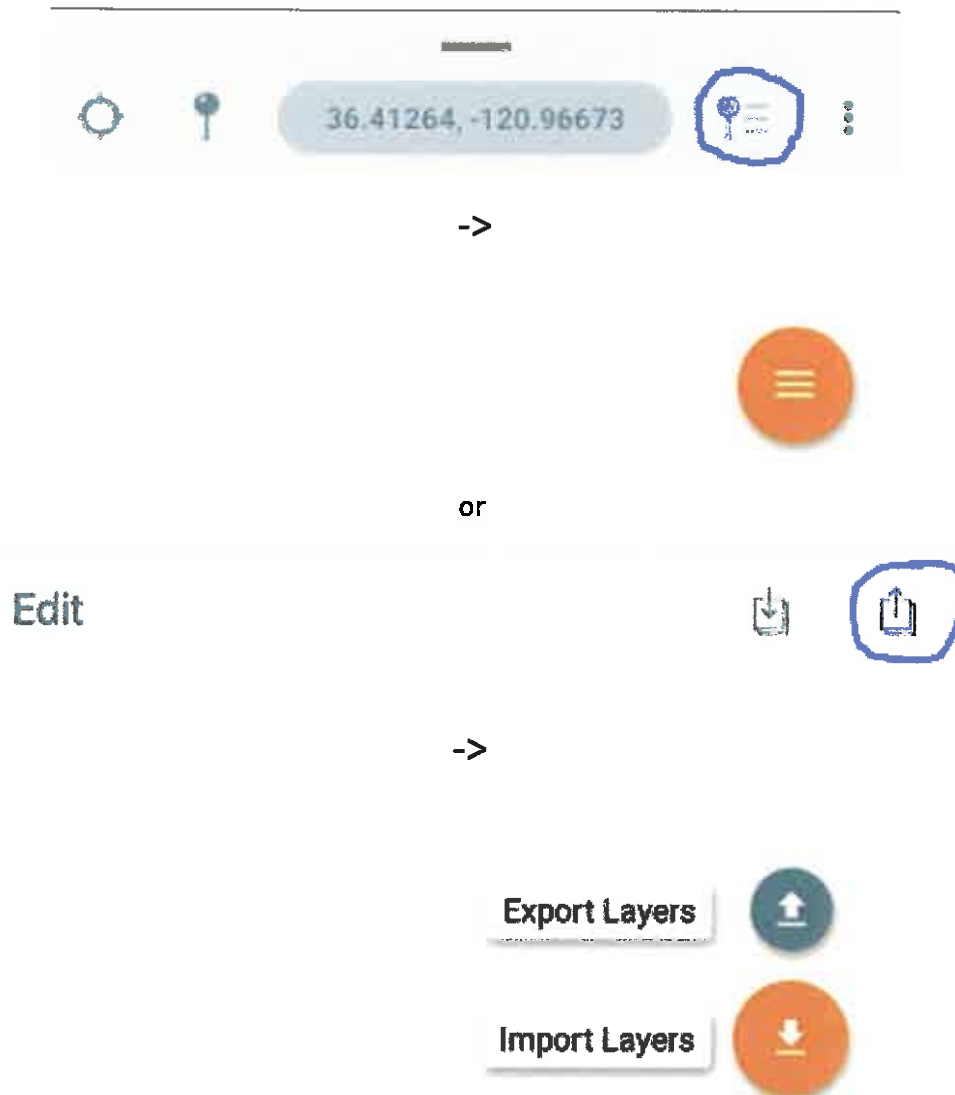 36.41264, -120.96673
->
or
Edit
->
Export Layers
Import Layers